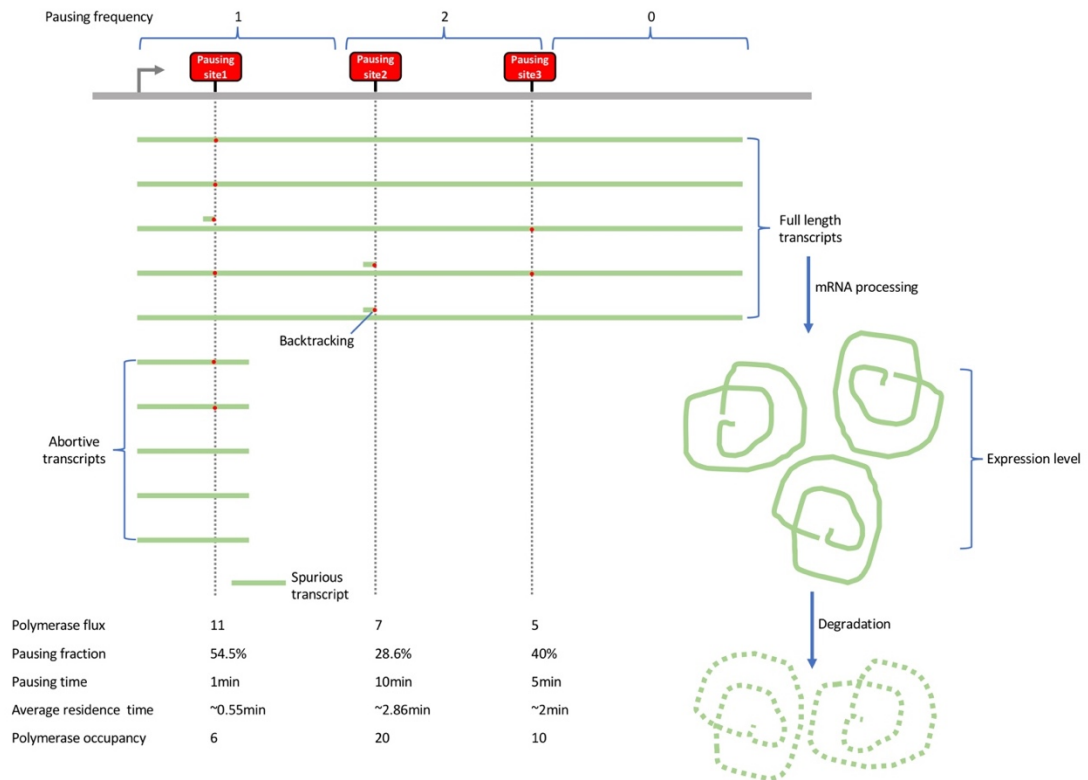 Pausing frequency 1 2 0
Pausing
site1
Pausing
site2
Pausing
site3
Full length
transcripts
mRNA processing
Backtracking
Abortive
transcripts
Expression level
Spurious
transcript
Degradation
Polymerase flux 11 7 5
Pausing fraction 54.5% 28.6% 40%
Pausing time 1min 10min 5min
Average residence time ~0.55min ~2.86min ~2min
Polymerase occupancy 6 20 10